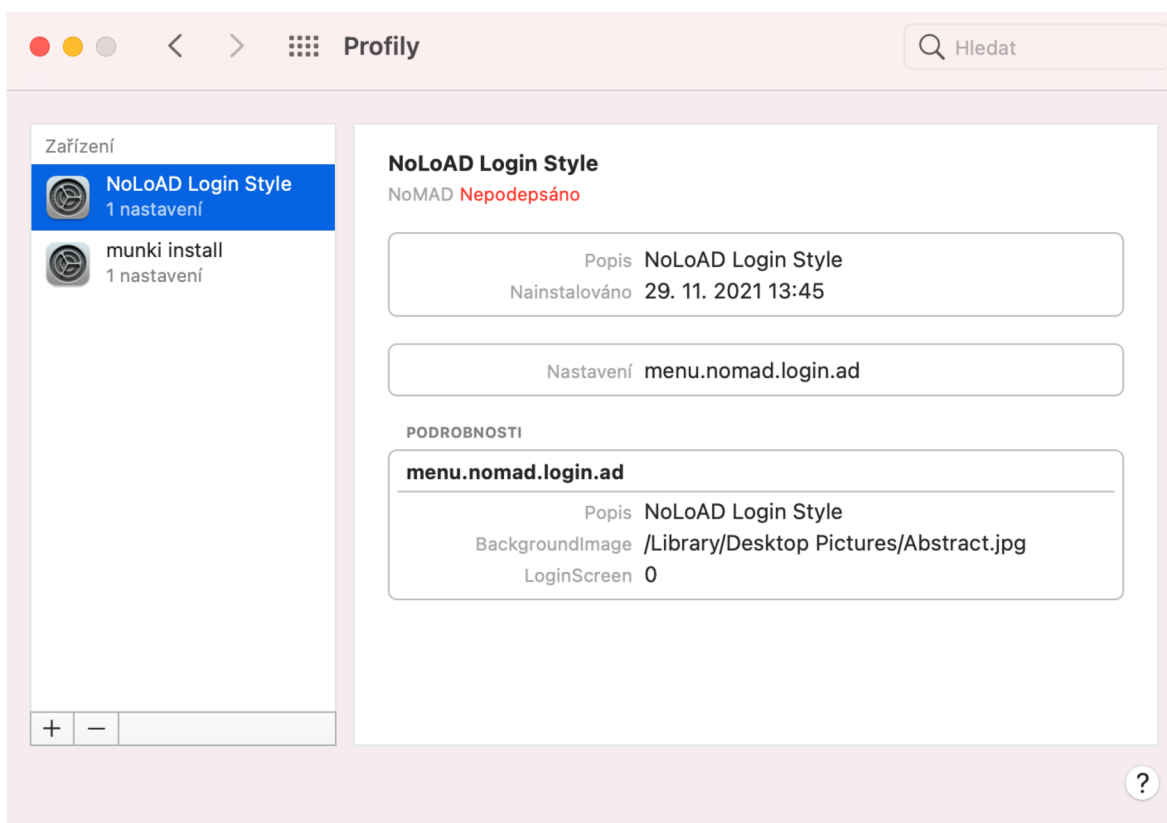 Profily
Hledat
Zařízení
NoLoAD Login Style
1 nastavení
munki install
1 nastavení
NoLoAD Login Style
NoMAD Nepodepsáno
Popis NoLoAD Login Style
Nainstalováno 29. 11. 2021 13:45
Nastavení menu.nomad.login.ad
PODROBNOSTI
menu.nomad.login.ad
Popis NoLoAD Login Style
BackgroundImage /Library/Desktop Pictures/Abstract.jpg
LoginScreen 0
+ −
?